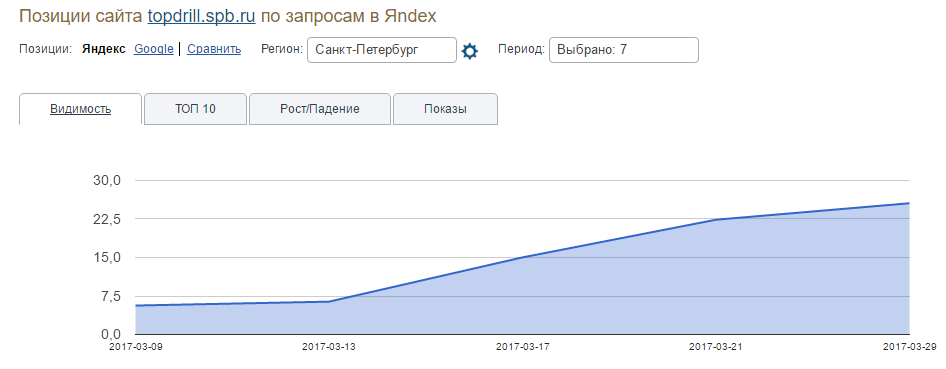 Позиции сайта topdrill.spb.ru по запросам в Яndex
Позиции: Яндекс Google | Сравнить Регион: Санкт-Петербург Период: Выбрано: 7
Видимость ТОП 10 Рост/Падение Показы
30,0
22,5
15,0
7,5
0,0
2017-03-09 2017-03-13 2017-03-17 2017-03-21 2017-03-29